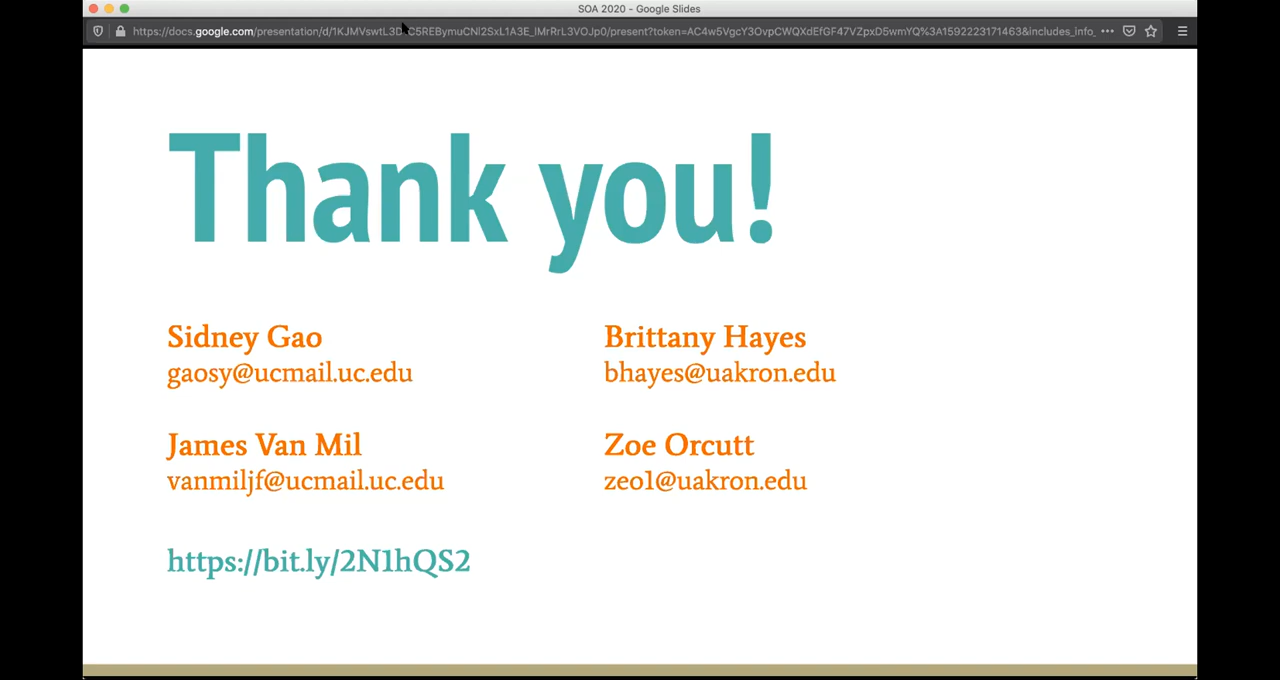 SOA 2020 - Google Slides
Thank you!
Sidney Gao
gaosy@ucmail.uc.edu
Brittany Hayes
bhayes@uakron.edu
James Van Mil
vanmiljf@ucmail.uc.edu
Zoe Orcutt
zeo1@uakron.edu
https://bit.ly/2N1hQS2